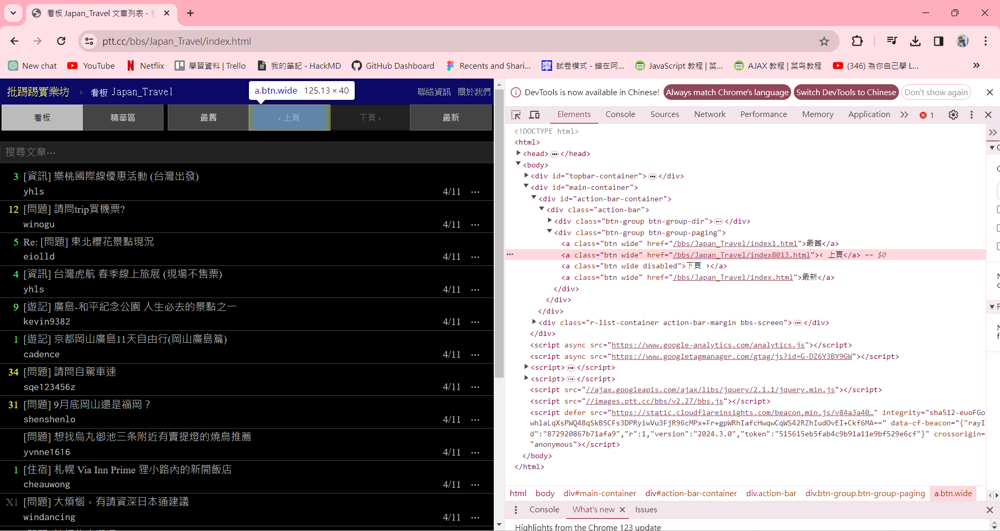 看板 Japan_Travel 文章列表 - 批
ptt.cc/bbs/Japan_Travel/index.html
New chat YouTube Netflix 學習資料 | Trello 我的筆記 - HackMD GitHub Dashboard Recents and Shari... 試卷模式 - 錯在阿... JavaScript 教程 | 菜... AJAX 教程 | 菜鸟教程 (346) 為你自己學 L...
批踢踢實業坊 › 看板 Japan_Travel 聯絡資訊 關於我們
a.btn.wide 125.13 × 40
看板 精華區 最舊 ‹ 上頁 下頁 › 最新
搜尋文章…
3 [資訊] 樂桃國際線優惠活動 (台灣出發)
yhls 4/11 ⋯
12 [問題] 請問trip買機票?
winogu 4/11 ⋯
5 Re: [問題] 東北櫻花景點現況
eiolld 4/11 ⋯
4 [資訊] 台灣虎航 春季線上旅展 (現場不售票)
yhls 4/11 ⋯
9 [遊記] 廣島-和平紀念公園 人生必去的景點之一
kevin9382 4/11 ⋯
1 [遊記] 京都岡山廣島11天自由行(岡山廣島篇)
cadence 4/11 ⋯
34 [問題] 請問自駕車速
sqe123456z 4/11 ⋯
31 [問題] 9月底岡山還是福岡？
shenshenlo 4/11 ⋯
[問題] 想找烏丸御池三条附近有賣提燈的燒鳥推薦
yvnne1616 4/11 ⋯
1 [住宿] 札幌 Via Inn Prime 狸小路內的新開飯店
cheauwong 4/11 ⋯
X1 [問題] 大煩惱，有請資深日本通建議
windancing 4/11 ⋯
DevTools is now available in Chinese! Always match Chrome's language Switch DevTools to Chinese Don't show again
Elements Console Sources Network Performance Memory Application 1
<!DOCTYPE html>
<html>
<head> … </head>
<body>
<div id="topbar-container"> … </div>
<div id="main-container">
<div id="action-bar-container">
<div class="action-bar">
<div class="btn-group btn-group-dir"> … </div>
<div class="btn-group btn-group-paging">
<a class="btn wide" href="/bbs/Japan_Travel/index1.html">最舊</a>
<a class="btn wide" href="/bbs/Japan_Travel/index8013.html">‹ 上頁</a> == $0
<a class="btn wide disabled">下頁 ›</a>
<a class="btn wide" href="/bbs/Japan_Travel/index.html">最新</a>
</div>
</div>
</div>
<div class="r-list-container action-bar-margin bbs-screen"> … </div>
</div>
<script async src="https://www.google-analytics.com/analytics.js"></script>
<script async src="https://www.googletagmanager.com/gtag/js?id=G-DZ6Y3BY9GW"></script>
<script> … </script>
<script> … </script>
<script src="//ajax.googleapis.com/ajax/libs/jquery/2.1.1/jquery.min.js"></script>
<script src="//images.ptt.cc/bbs/v2.27/bbs.js"></script>
<script defer src="https://static.cloudflareinsights.com/beacon.min.js/v84a3a40…" integrity="sha512-euoFGo
whlaLqXsPWQ48qSkBSCFs3DPRyiwVu3FjR96cMPx+Fr+gpWRhIafcHwqwCqWS42RZhIudOvEI+Ckf6MA==" data-cf-beacon="{"rayI
d":"872920867b71afa9","r":1,"version":"2024.3.0","token":"515615eb5fab4c9b91a11e9bf529e6cf"}" crossorigin=
"anonymous"></script>
</body>
</html>
html body div#main-container div#action-bar-container div.action-bar div.btn-group.btn-group-paging a.btn.wide
Console What's new Issues
Highlights from the Chrome 123 update